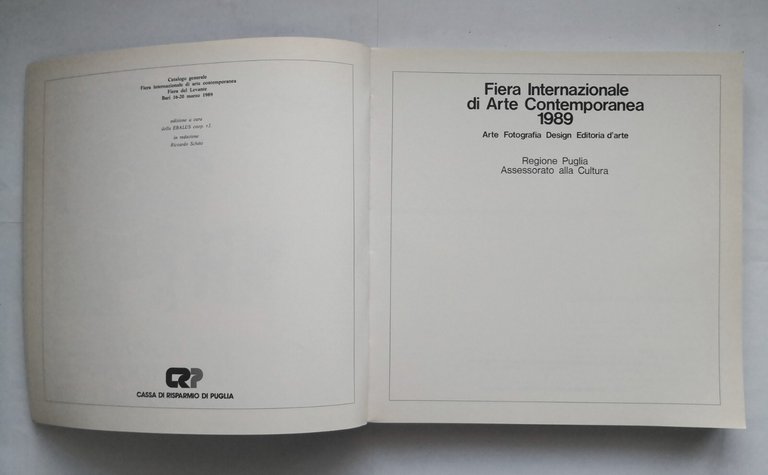 Catalogo generale
Fiera Internazionale di arte contemporanea
Fiera del Levante
Bari 16-20 marzo 1989
edizione a cura
della EBALUS coop. r.l.
in redazione
Riccardo Schito
CRP
CASSA DI RISPARMIO DI PUGLIA
Fiera Internazionale
di Arte Contemporanea
1989
Arte Fotografia Design Editoria d'arte
Regione Puglia
Assessorato alla Cultura